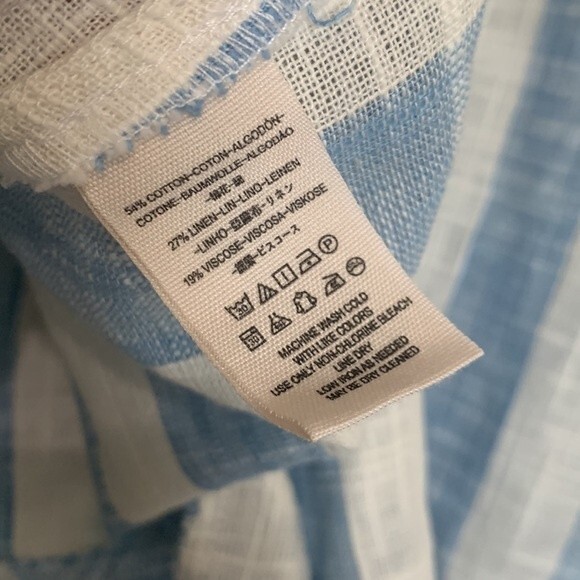 54% COTTON-COTON-ALGODÓN-
COTONE-BAUMWOLLE-ALGODÃO
-棉花-綿
27% LINEN-LIN-LINO-LEINEN
-LINHO-亞麻布-リネン
19% VISCOSE-VISCOSA-VISKOSE
ビスコース
30
P
30
MACHINE WASH COLD
WITH LIKE COLORS
USE ONLY NON-CHLORINE BLEACH
LINE DRY
LOW IRON AS NEEDED
MAY BE DRY CLEANED